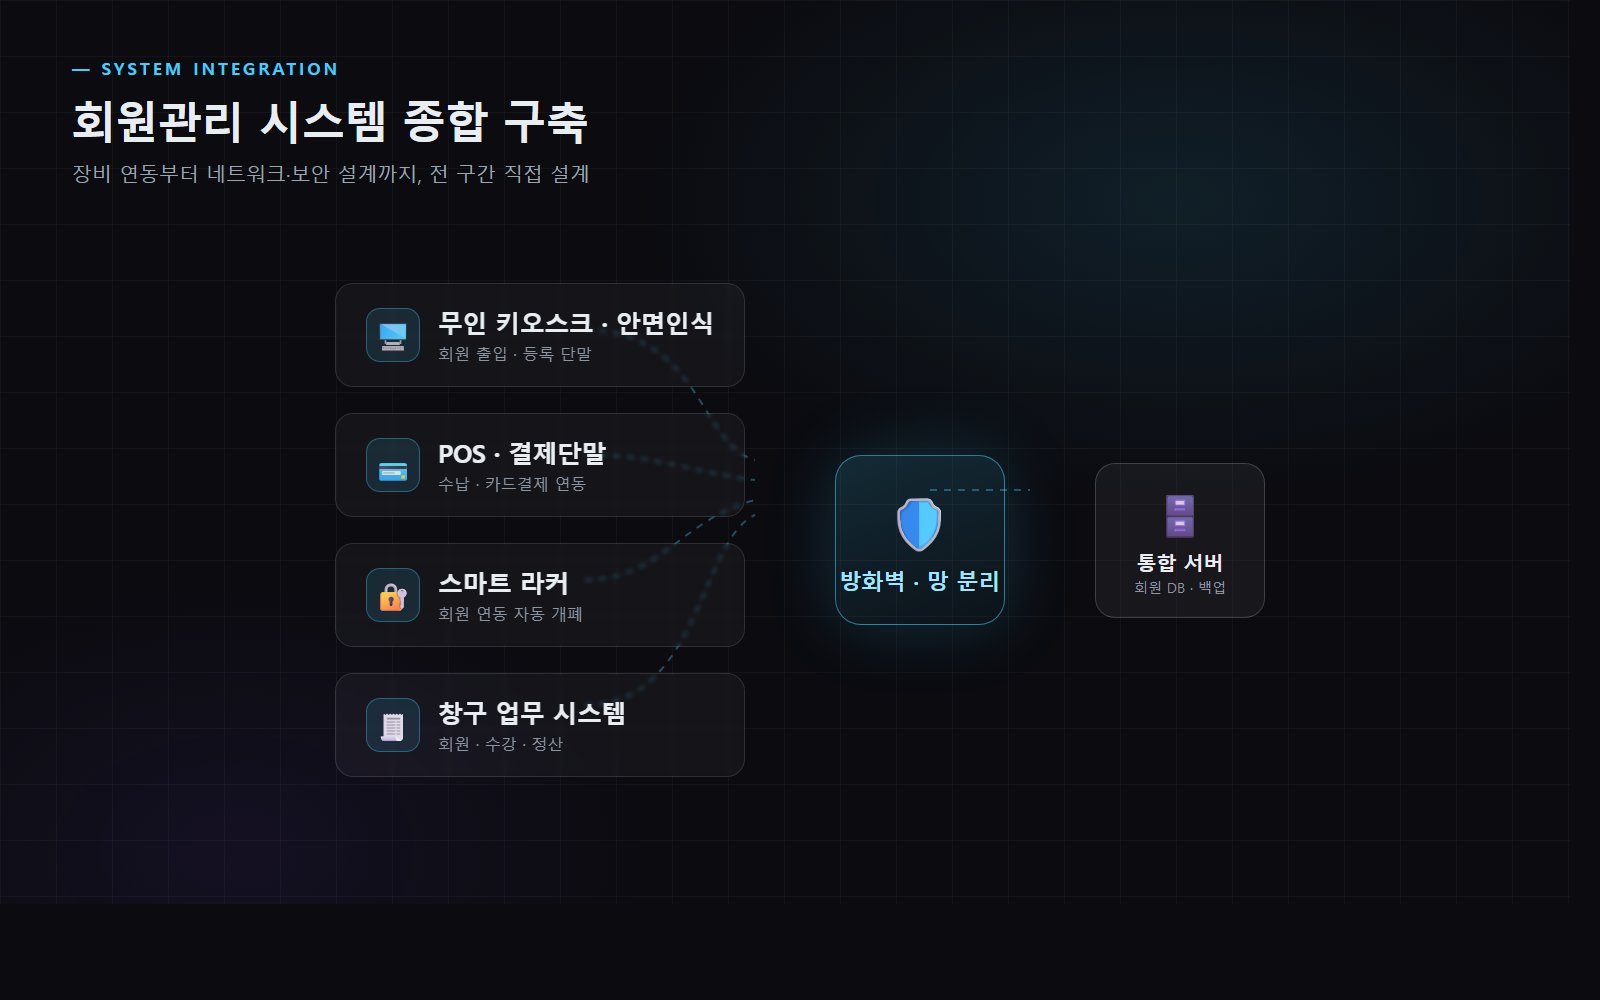 — SYSTEM INTEGRATION
회원관리 시스템 종합 구축
장비 연동부터 네트워크·보안 설계까지, 전 구간 직접 설계
무인 키오스크 · 안면인식
회원 출입 · 등록 단말
POS · 결제단말
수납 · 카드결제 연동
스마트 라커
회원 연동 자동 개폐
창구 업무 시스템
회원 · 수강 · 정산
방화벽 · 망 분리
통합 서버
회원 DB · 백업